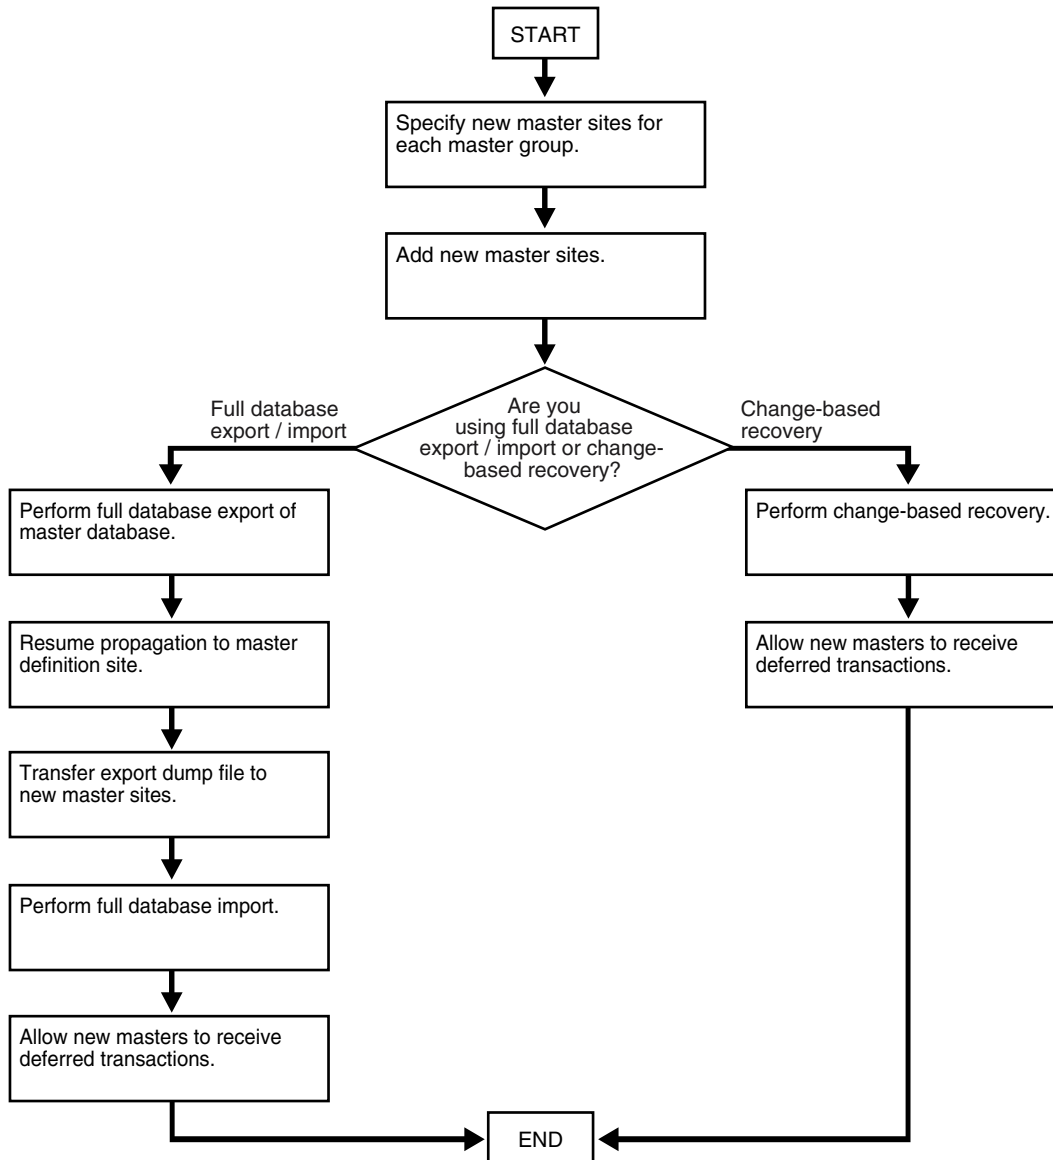 START
Specify new master sites for
each master group.
Add new master sites.
Are you
using full database
export / import or change-
based recovery?
Full database
export / import
Change-based
recovery
Perform full database export of
master database.
Resume propagation to master
definition site.
Transfer export dump file to
new master sites.
Perform full database import.
Allow new masters to receive
deferred transactions.
Perform change-based recovery.
Allow new masters to receive
deferred transactions.
END